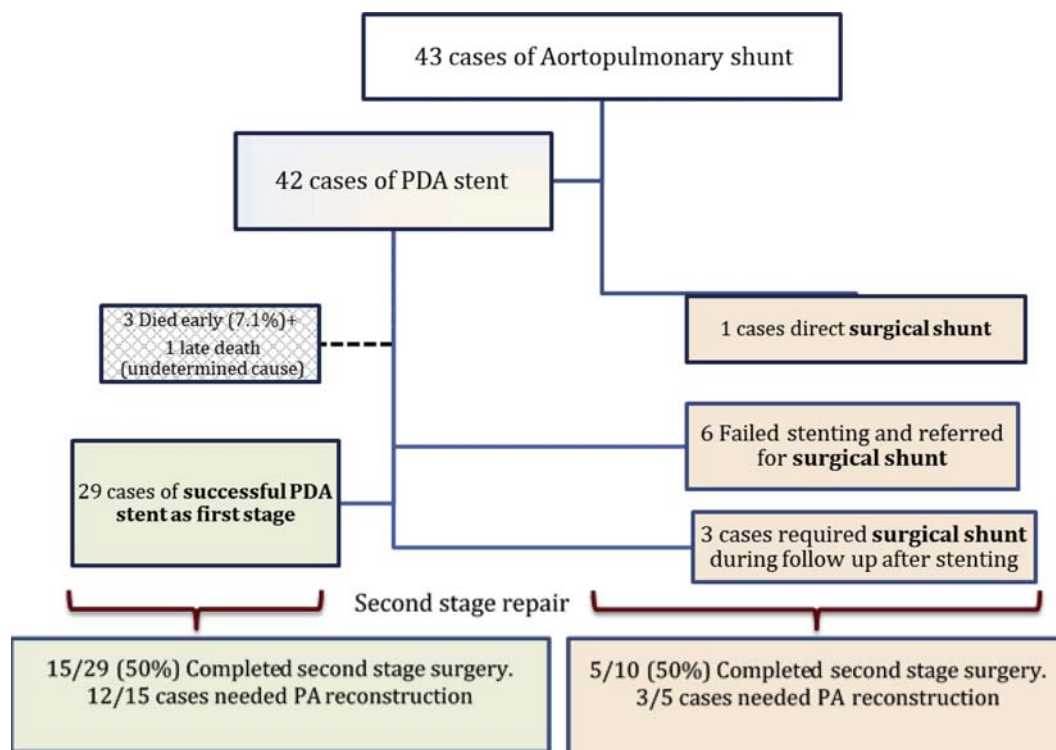 43 cases of Aortopulmonary shunt
42 cases of PDA stent
3 Died early (7.1%)+
1 late death
(undetermined cause)
1 cases direct surgical shunt
6 Failed stenting and referred
for surgical shunt
29 cases of successful PDA
stent as first stage
3 cases required surgical shunt
during follow up after stenting
Second stage repair
15/29 (50%) Completed second stage surgery.
12/15 cases needed PA reconstruction
5/10 (50%) Completed second stage surgery.
3/5 cases needed PA reconstruction